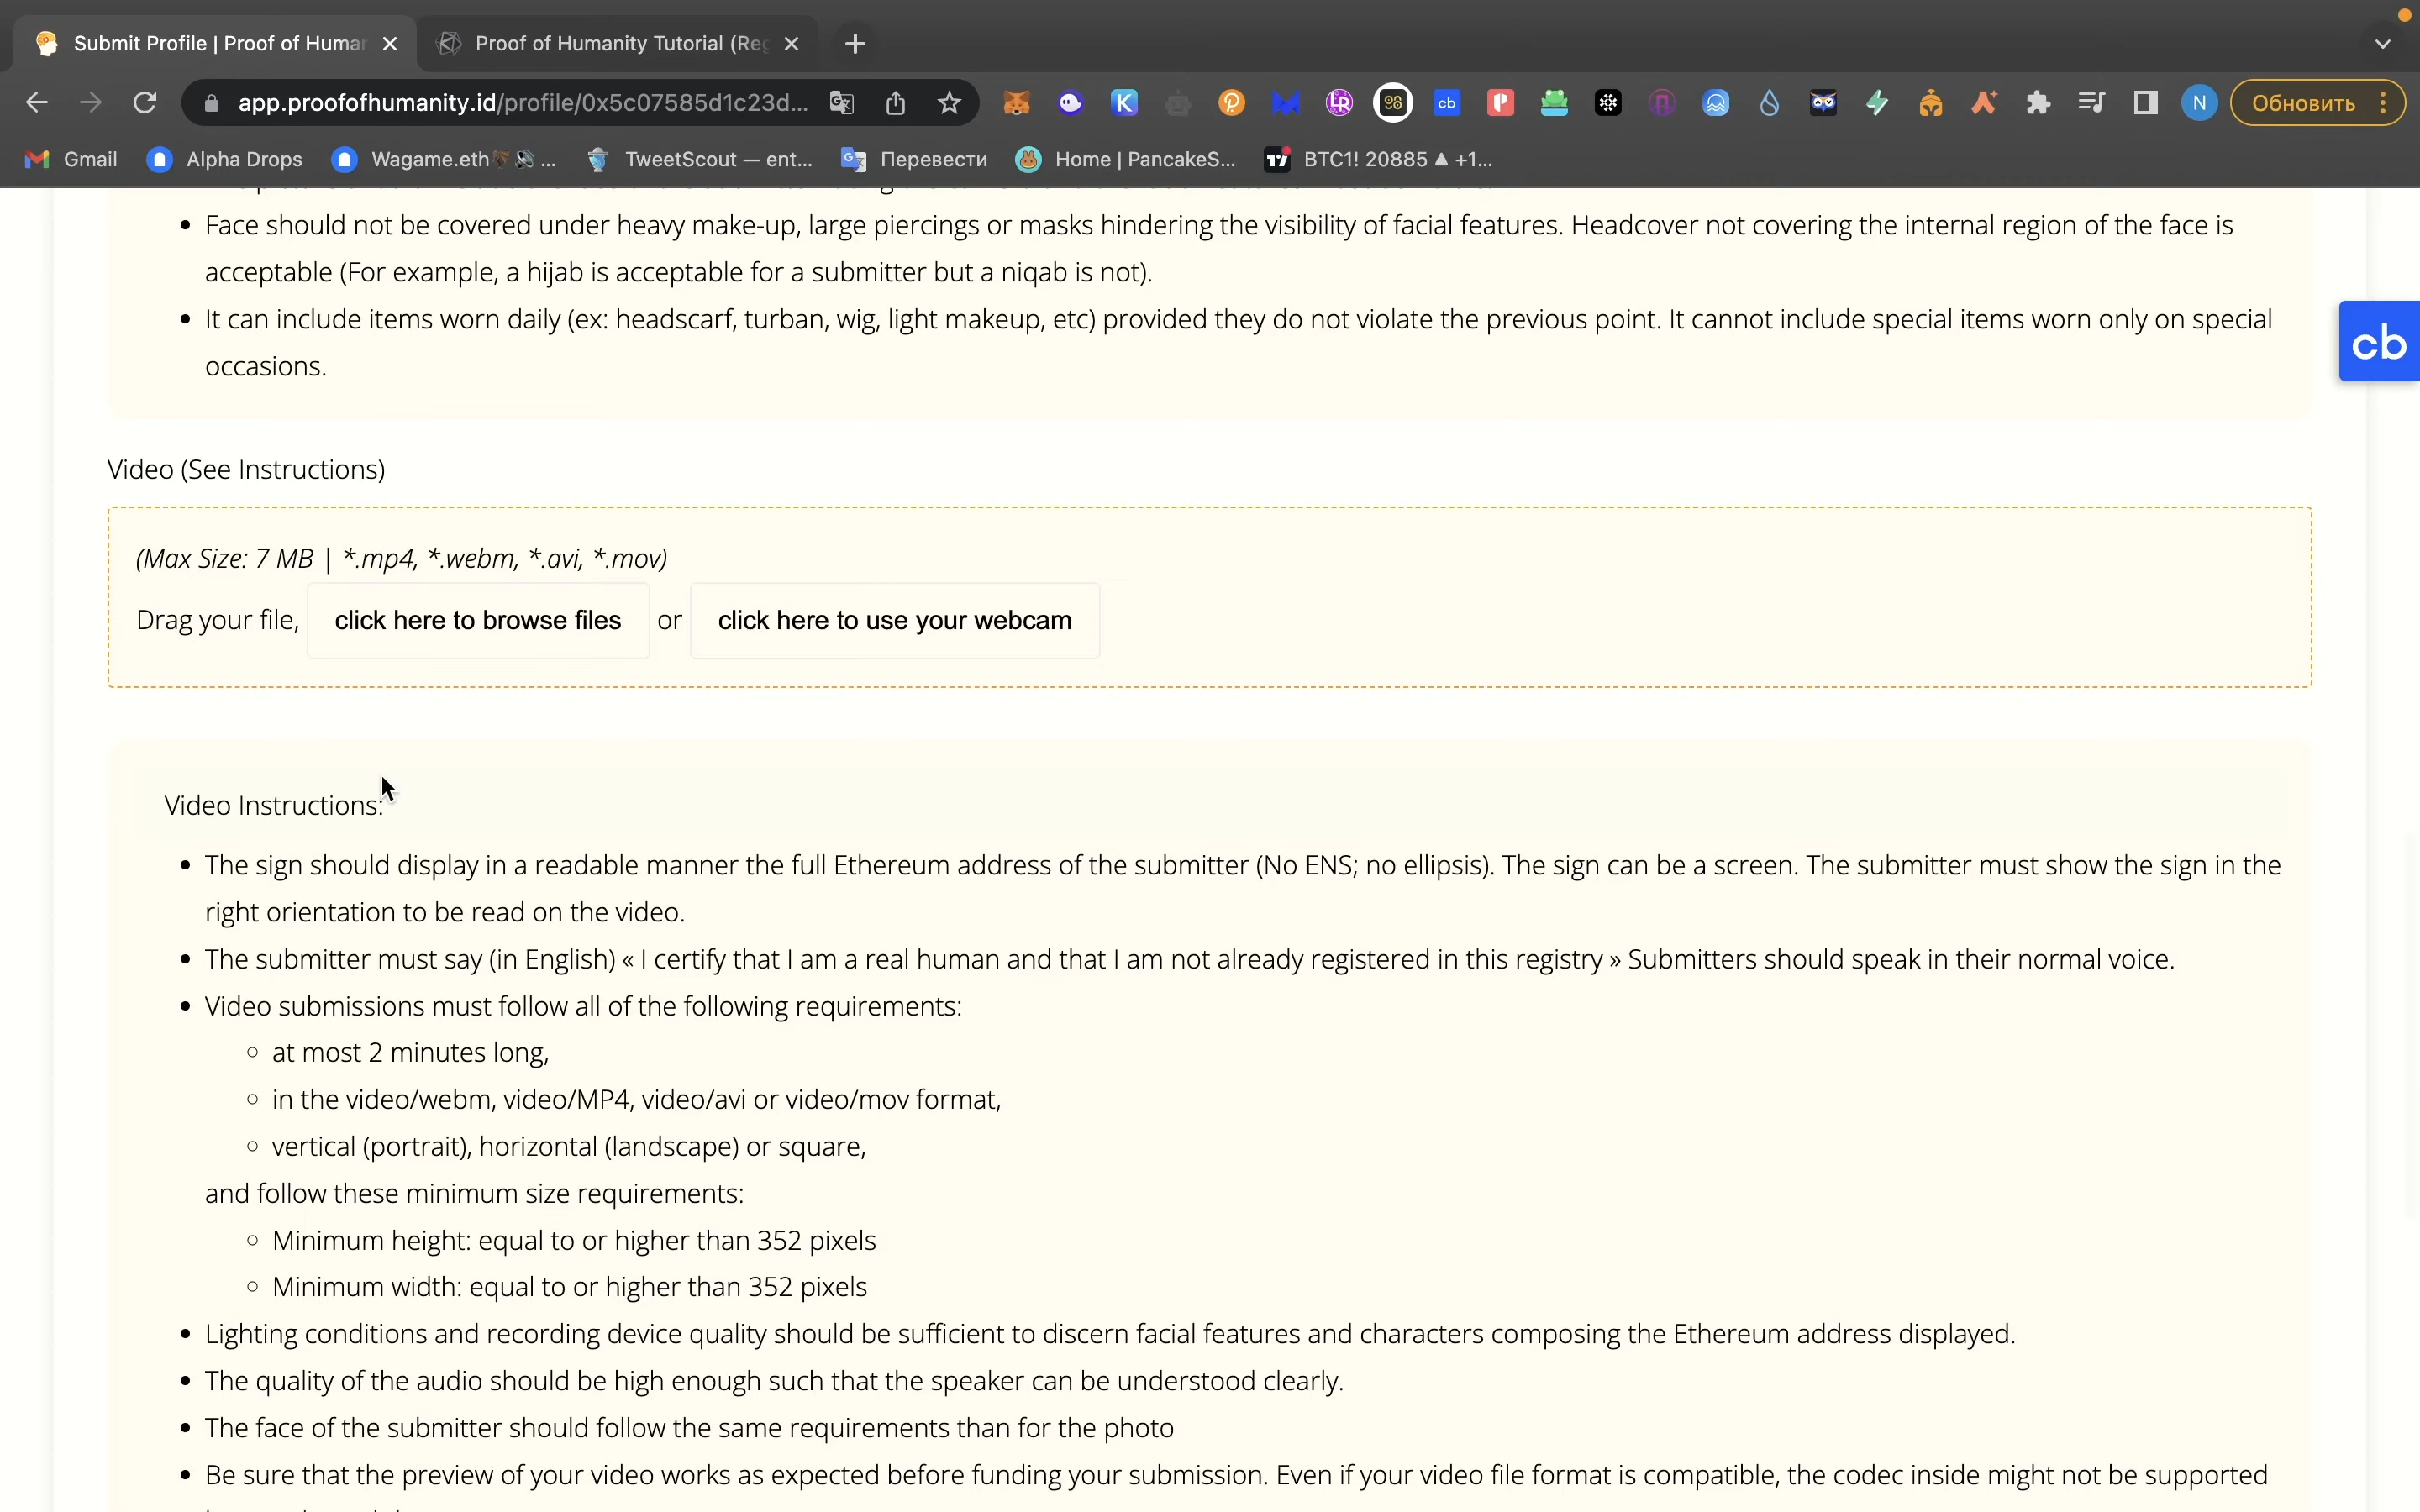 Submit Profile | Proof of Human
Proof of Humanity Tutorial (Reg
app.proofofhumanity.id/profile/0x5c07585d1c23d...
Обновить
Gmail
Alpha Drops
Wagame.eth
...
TweetScout — ent...
Перевести
Home | PancakeS...
BTC1! 20885 ▲ +1...
• Face should not be covered under heavy make-up, large piercings or masks hindering the visibility of facial features. Headcover not covering the internal region of the face is
acceptable (For example, a hijab is acceptable for a submitter but a niqab is not).
• It can include items worn daily (ex: headscarf, turban, wig, light makeup, etc) provided they do not violate the previous point. It cannot include special items worn only on special
occasions.
cb
Video (See Instructions)
(Max Size: 7 MB | *.mp4, *.webm, *.avi, *.mov)
Drag your file, click here to browse files or click here to use your webcam
Video Instructions:
• The sign should display in a readable manner the full Ethereum address of the submitter (No ENS; no ellipsis). The sign can be a screen. The submitter must show the sign in the
right orientation to be read on the video.
• The submitter must say (in English) « I certify that I am a real human and that I am not already registered in this registry » Submitters should speak in their normal voice.
• Video submissions must follow all of the following requirements:
○ at most 2 minutes long,
○ in the video/webm, video/MP4, video/avi or video/mov format,
○ vertical (portrait), horizontal (landscape) or square,
and follow these minimum size requirements:
○ Minimum height: equal to or higher than 352 pixels
○ Minimum width: equal to or higher than 352 pixels
• Lighting conditions and recording device quality should be sufficient to discern facial features and characters composing the Ethereum address displayed.
• The quality of the audio should be high enough such that the speaker can be understood clearly.
• The face of the submitter should follow the same requirements than for the photo
• Be sure that the preview of your video works as expected before funding your submission. Even if your video file format is compatible, the codec inside might not be supported